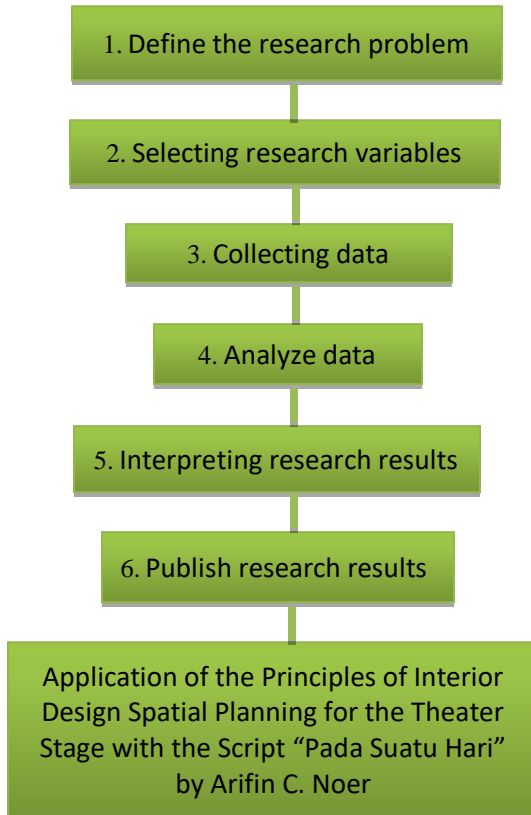 1. Define the research problem
2. Selecting research variables
3. Collecting data
4. Analyze data
5. Interpreting research results
6. Publish research results
Application of the Principles of Interior
Design Spatial Planning for the Theater
Stage with the Script “Pada Suatu Hari”
by Arifin C. Noer